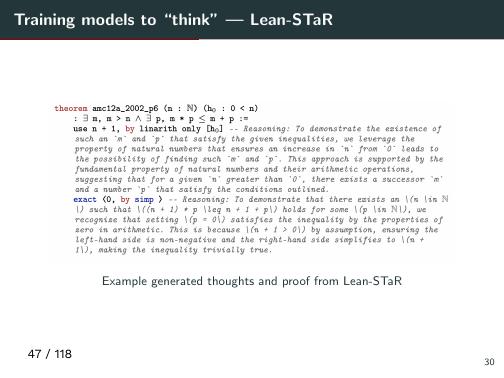 Training models to “think” — Lean-STaR
theorem amc12a_2002_p6 (n : ℕ) (h₀ : 0 < n)
: ∃ m, m > n ∧ ∃ p, m * p ≤ m + p :=
use n + 1, by linarith only [h₀] -- Reasoning: To demonstrate the existence of
such an `m` and `p` that satisfy the given inequalities, we leverage the
property of natural numbers that ensures an increase in `n` from `0` leads to
the possibility of finding such `m` and `p`. This approach is supported by the
fundamental property of natural numbers and their arithmetic operations,
suggesting that for a given `n` greater than `0`, there exists a successor `m`
and a number `p` that satisfy the conditions outlined.
exact ⟨0, by simp ⟩ -- Reasoning: To demonstrate that there exists an \(n \in ℕ
\) such that \((n + 1) * p \leq n + 1 + p\) holds for some \(p \in ℕ\), we
recognise that setting \(p = 0\) satisfies the inequality by the properties of
zero in arithmetic. This is because \(n + 1 > 0\) by assumption, ensuring the
left-hand side is non-negative and the right-hand side simplifies to \(n +
1\), making the inequality trivially true.
Example generated thoughts and proof from Lean-STaR
47 / 118
30